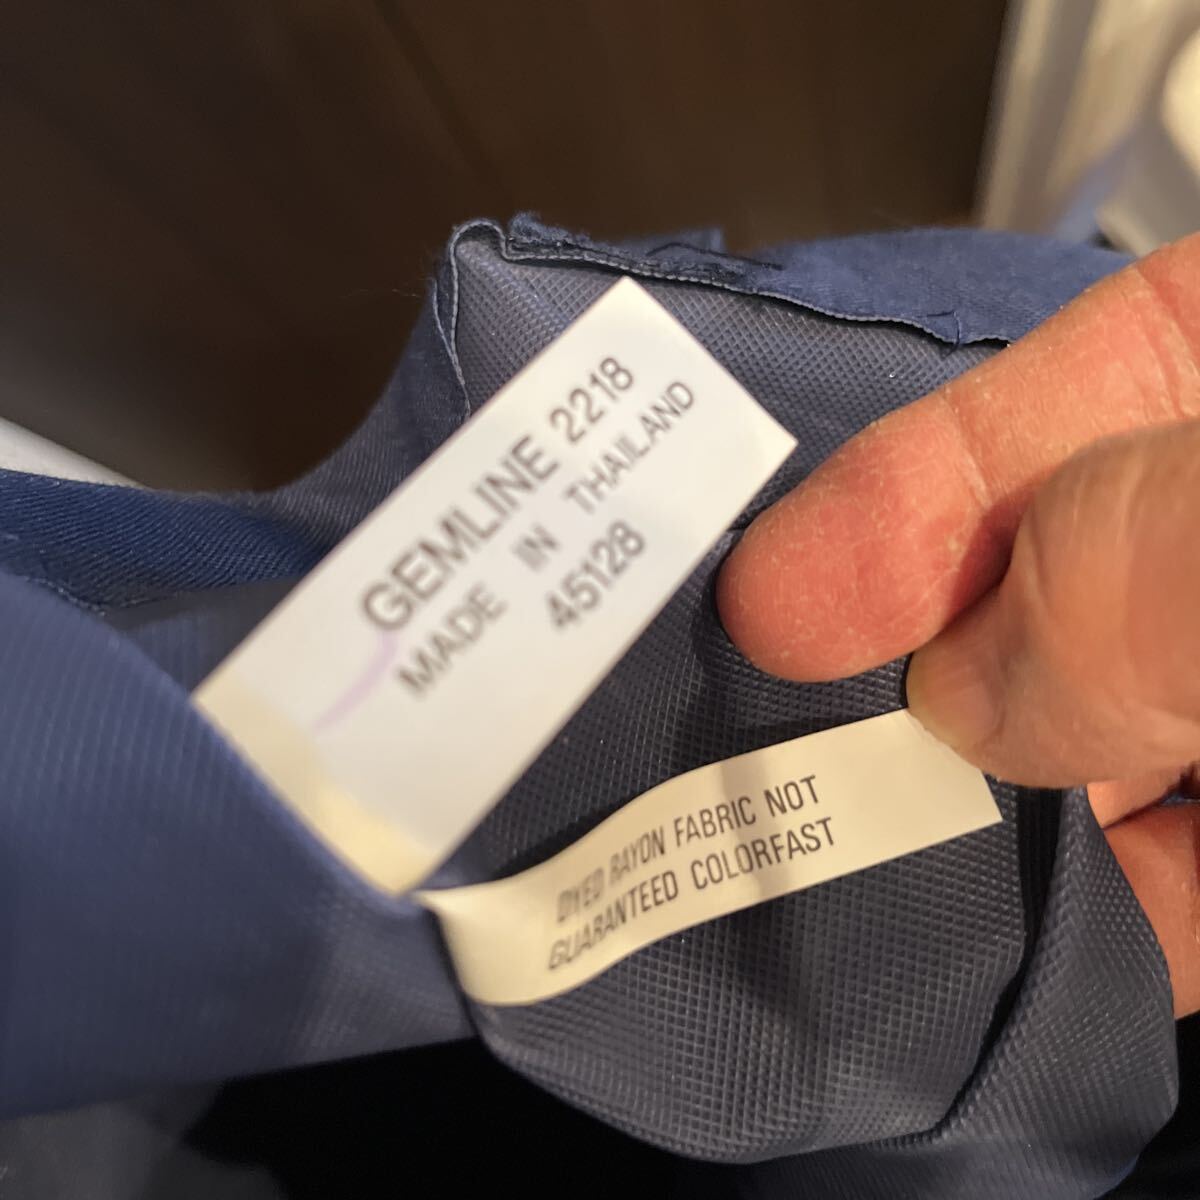 GEMLINE 2218
MADE IN THAILAND
45128
DYED RAYON FABRIC NOT
GUARANTEED COLORFAST